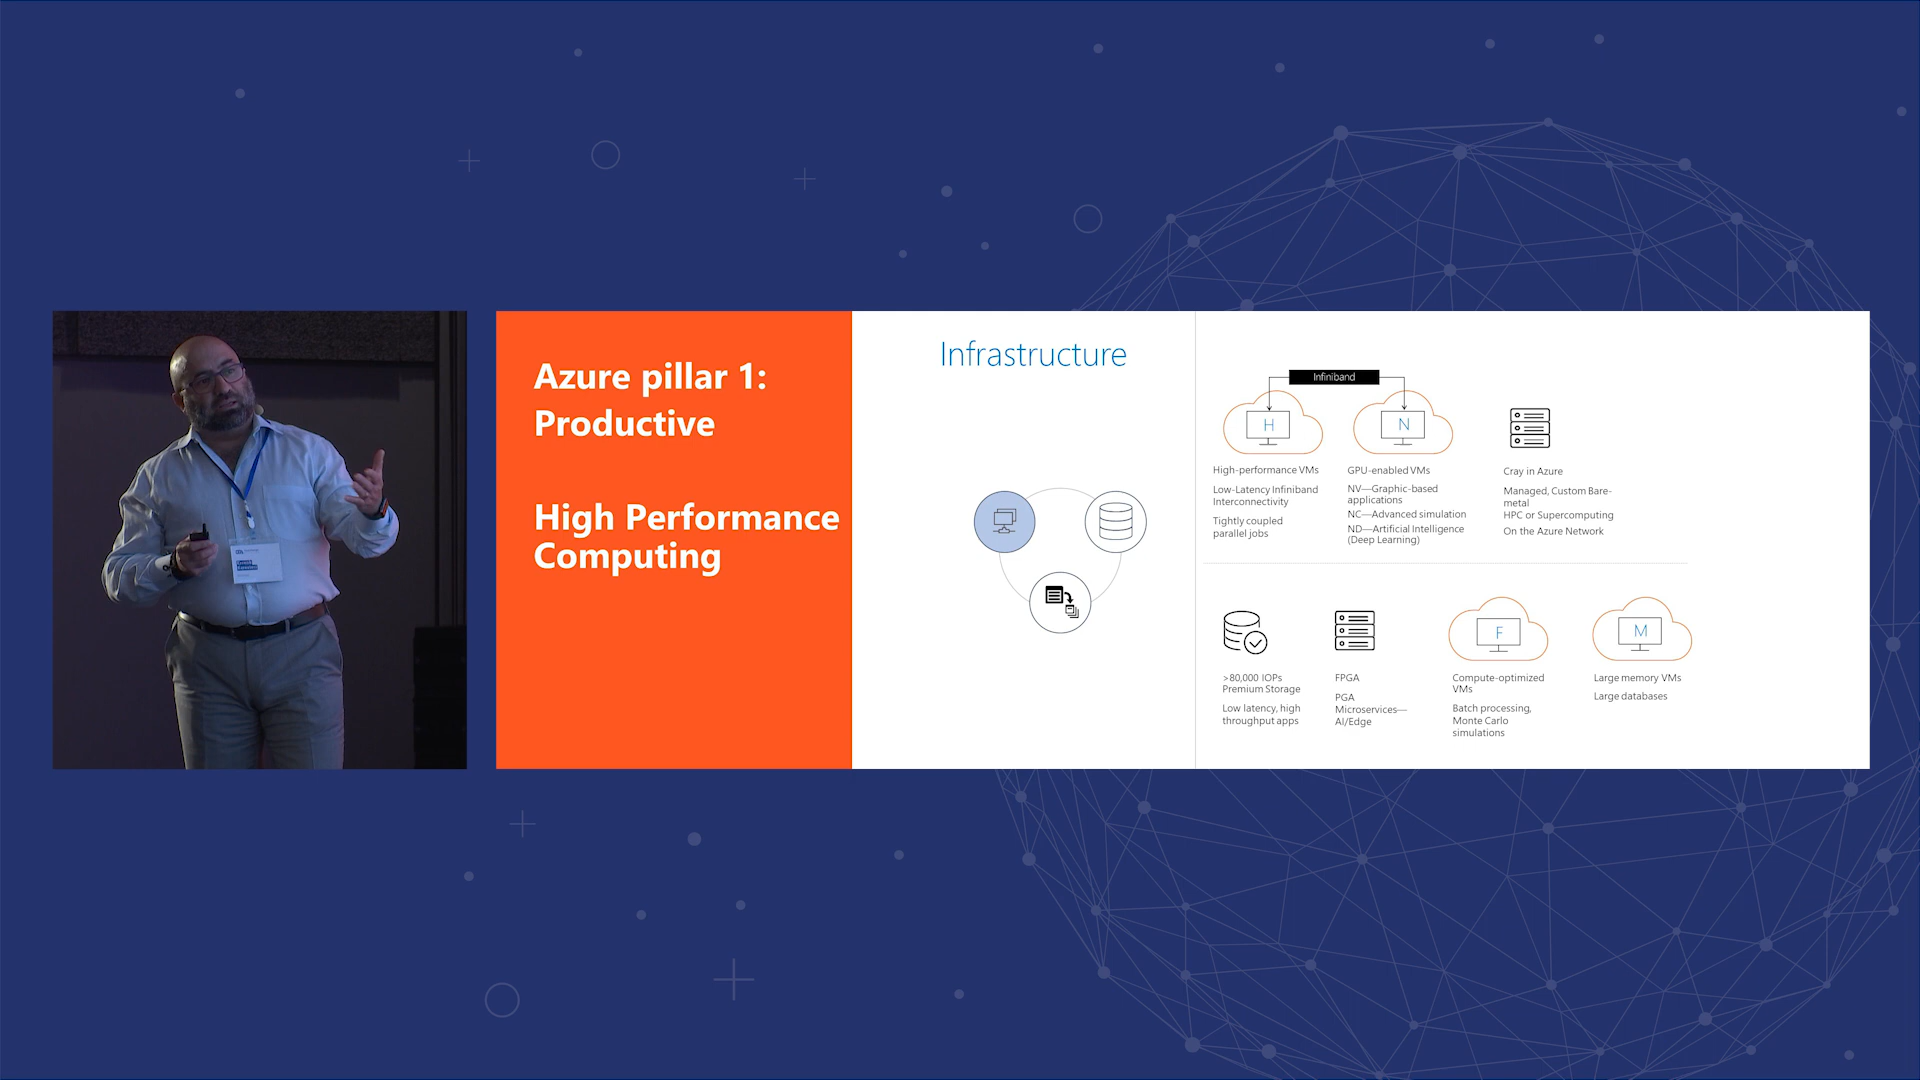 Azure pillar 1:
Productive
High Performance
Computing
Infrastructure
Infiniband
H
N
High-performance VMs
Low-Latency Infiniband
Interconnectivity
Tightly coupled
parallel jobs
GPU-enabled VMs
NV—Graphic-based
applications
NC—Advanced simulation
ND—Artificial Intelligence
(Deep Learning)
Cray in Azure
Managed, Custom Bare-
metal
HPC or Supercomputing
On the Azure Network
F
M
>80,000 IOPs
Premium Storage
Low latency, high
throughput apps
FPGA
PGA
Microservices—
AI/Edge
Compute-optimized
VMs
Batch processing,
Monte Carlo
simulations
Large memory VMs
Large databases